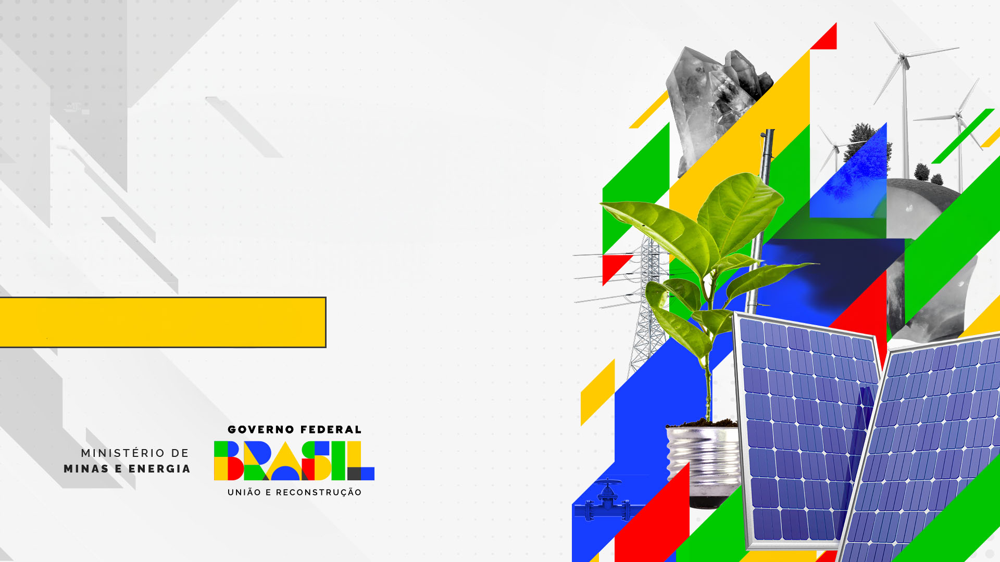 MINISTÉRIO DE
MINAS E ENERGIA
GOVERNO FEDERAL
BRASIL
UNIÃO E RECONSTRUÇÃO